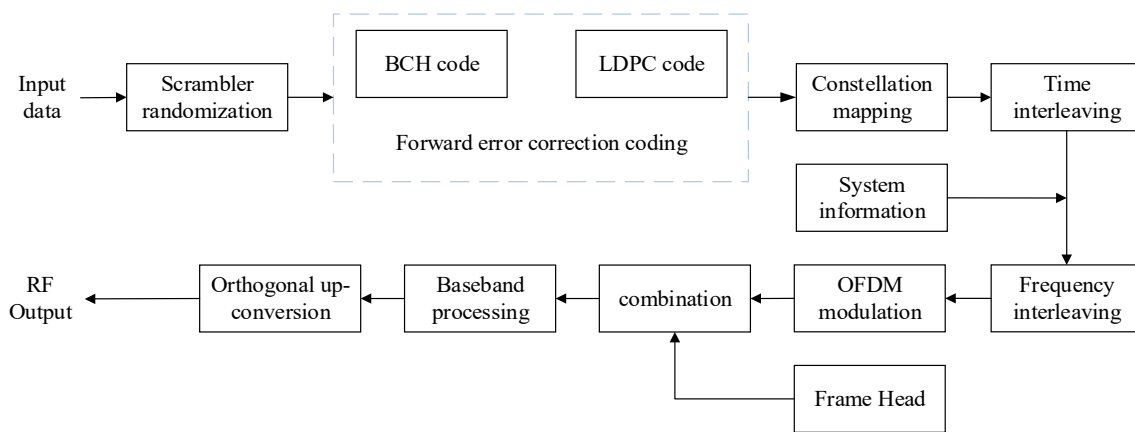 Input
data
Scrambler
randomization
BCH code
LDPC code
Forward error correction coding
Constellation
mapping
Time
interleaving
System
information
RF
Output
Orthogonal up-
conversion
Baseband
processing
combination
OFDM
modulation
Frequency
interleaving
Frame Head